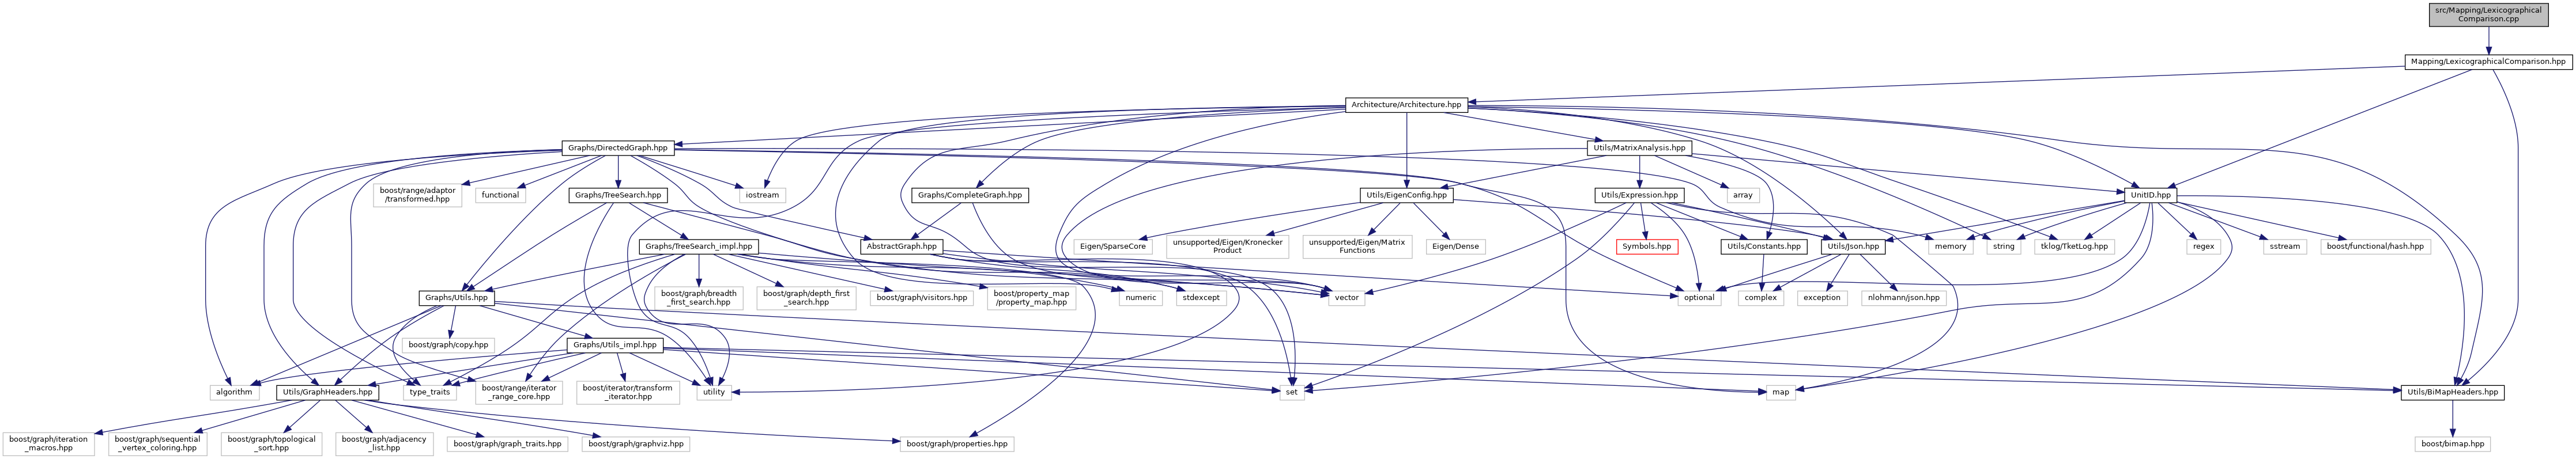 src/Mapping/Lexicographical
Comparison.cpp
Mapping/LexicographicalComparison.hpp
Architecture/Architecture.hpp
Graphs/DirectedGraph.hpp
Utils/MatrixAnalysis.hpp
boost/range/adaptor
/transformed.hpp
functional
Graphs/TreeSearch.hpp
iostream
Graphs/CompleteGraph.hpp
Utils/EigenConfig.hpp
Utils/Expression.hpp
array
UnitID.hpp
Graphs/TreeSearch_impl.hpp
AbstractGraph.hpp
Eigen/SparseCore
unsupported/Eigen/Kronecker
Product
unsupported/Eigen/Matrix
Functions
Eigen/Dense
Symbols.hpp
Utils/Constants.hpp
Utils/Json.hpp
memory
string
tklog/TketLog.hpp
regex
sstream
boost/functional/hash.hpp
Graphs/Utils.hpp
boost/graph/breadth
_first_search.hpp
boost/graph/depth_first
_search.hpp
boost/graph/visitors.hpp
boost/property_map
/property_map.hpp
numeric
stdexcept
vector
optional
complex
exception
nlohmann/json.hpp
boost/graph/copy.hpp
Graphs/Utils_impl.hpp
algorithm
Utils/GraphHeaders.hpp
type_traits
boost/range/iterator
_range_core.hpp
boost/iterator/transform
_iterator.hpp
utility
set
map
Utils/BiMapHeaders.hpp
boost/graph/iteration
_macros.hpp
boost/graph/sequential
_vertex_coloring.hpp
boost/graph/topological
_sort.hpp
boost/graph/adjacency
_list.hpp
boost/graph/graph_traits.hpp
boost/graph/graphviz.hpp
boost/graph/properties.hpp
boost/bimap.hpp